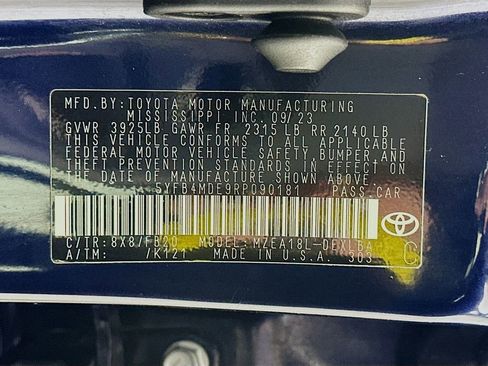 MFD.BY: TOYOTA MOTOR MANUFACTURING
MISSISSIPPI INC. 09/23
GVWR 3925LB GAWR FR 2315 LB RR 2140 LB
THIS VEHICLE CONFORMS TO ALL APPLICABLE
FEDERAL MOTOR VEHICLE SAFETY, BUMPER AND
THEFT PREVENTION STANDARDS IN EFFECT ON
THE DATE OF MANUFACTURE SHOWN ABOVE.
5YFB4MDE9RP090181 PASS.CAR
C/TR: 8X8/FB20 MODEL: MZEA18L-DEXLBA
A/TM: /K121 MADE IN U.S.A. 303
C